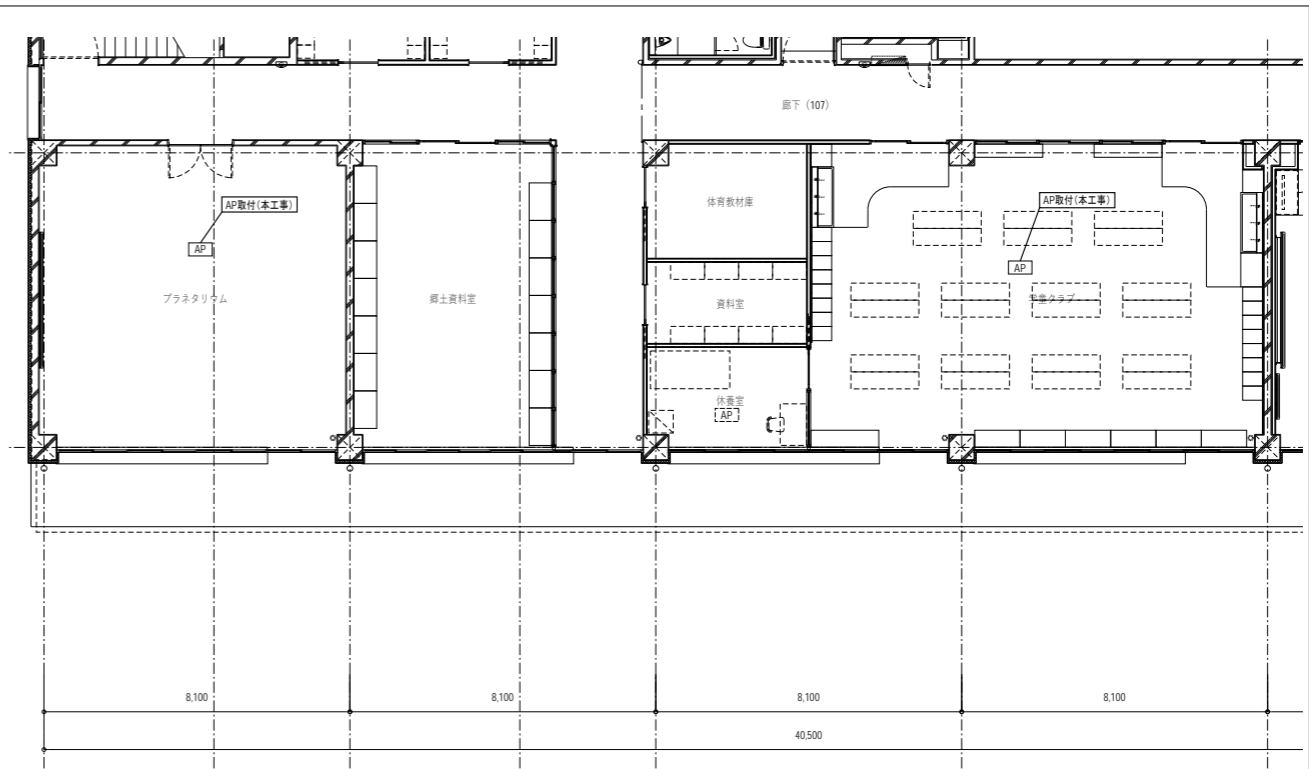 廊下（107）
AP取付(本工事)
AP
プラネタリウム
郷土資料室
体育教材庫
資料室
休養室
AP
AP取付(本工事)
AP
学童クラブ
8,100
8,100
8,100
8,100
40,500